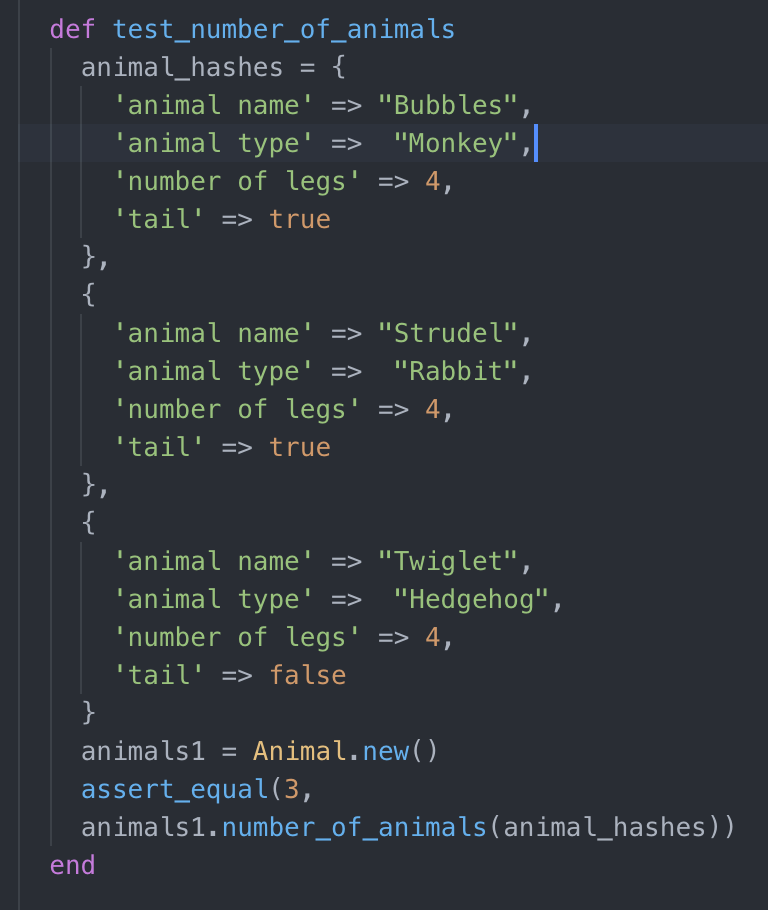 def test_number_of_animals
  animal_hashes = {
    'animal name' => "Bubbles",
    'animal type' =>  "Monkey",
    'number of legs' => 4,
    'tail' => true
  },
  {
    'animal name' => "Strudel",
    'animal type' =>  "Rabbit",
    'number of legs' => 4,
    'tail' => true
  },
  {
    'animal name' => "Twiglet",
    'animal type' =>  "Hedgehog",
    'number of legs' => 4,
    'tail' => false
  }
  animals1 = Animal.new()
  assert_equal(3,
  animals1.number_of_animals(animal_hashes))
end